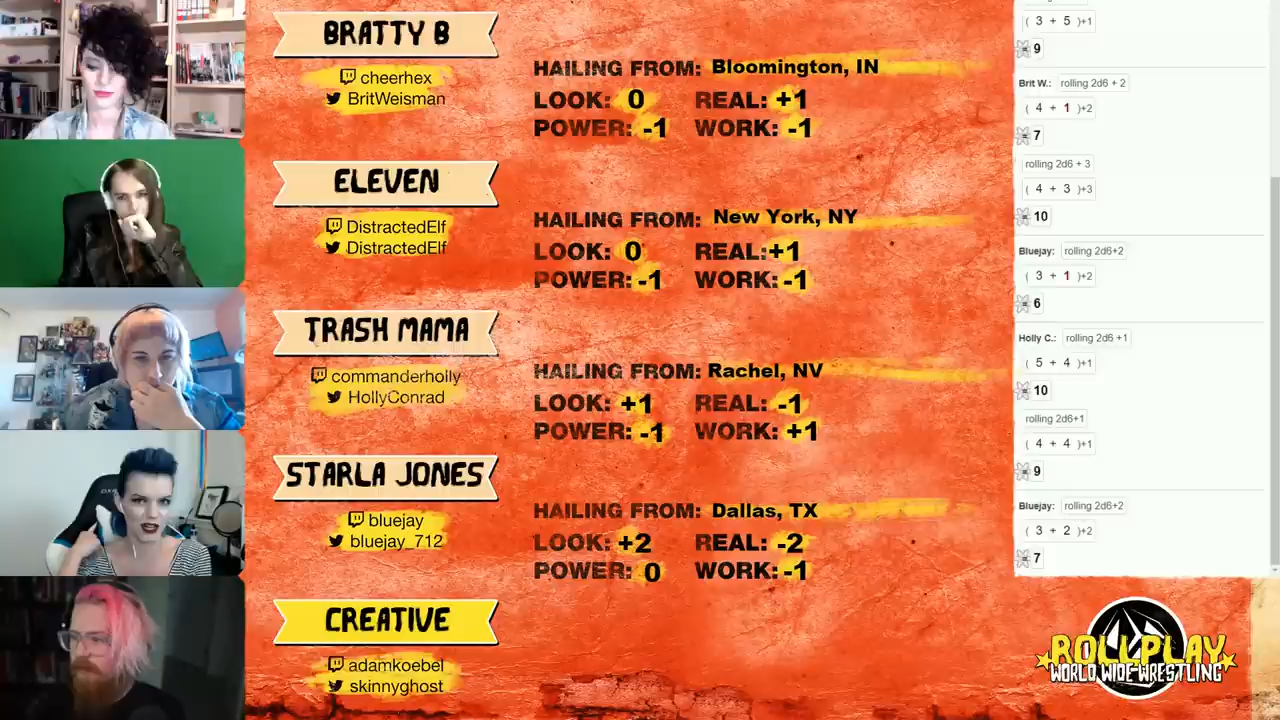 BRATTY B
cheerhex
BritWeisman
HAILING FROM: Bloomington, IN
LOOK: 0 REAL: +1
POWER: -1 WORK: -1
ELEVEN
DistractedElf
DistractedElf
HAILING FROM: New York, NY
LOOK: 0 REAL: +1
POWER: -1 WORK: -1
TRASH MAMA
commanderholly
HollyConrad
HAILING FROM: Rachel, NV
LOOK: +1 REAL: -1
POWER: -1 WORK: +1
STARLA JONES
bluejay
bluejay_712
HAILING FROM: Dallas, TX
LOOK: +2 REAL: -2
POWER: 0 WORK: -1
CREATIVE
adamkoebel
skinnyghost
( 3 + 5 )+1
= 9
Brit W.: rolling 2d6 + 2
( 4 + 1 )+2
= 7
rolling 2d6 + 3
( 4 + 3 )+3
= 10
Bluejay: rolling 2d6+2
( 3 + 1 )+2
= 6
Holly C.: rolling 2d6 +1
( 5 + 4 )+1
= 10
rolling 2d6+1
( 4 + 4 )+1
= 9
Bluejay: rolling 2d6+2
( 3 + 2 )+2
= 7
ROLLPLAY
WORLD WIDE WRESTLING